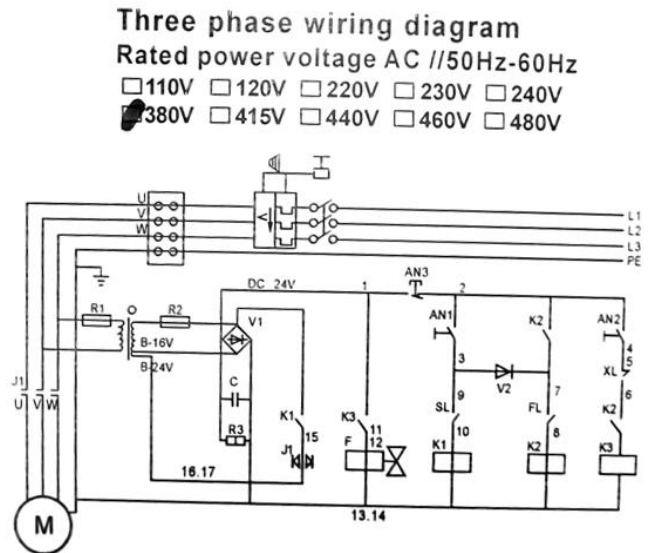 Three phase wiring diagram
Rated power voltage AC //50Hz-60Hz
110V 120V 220V 230V 240V
380V 415V 440V 460V 480V
U
V
W
L1
L2
L3
PE
DC 24V
1
AN3
2
R1
R2
V1
B-16V
B-24V
C
R3
J1
U V W
K1
15
J1
16.17
K3
11
12
F
AN1
3
V2
SL
9
10
K1
K2
7
FL
8
K2
AN2
4
5
XL
6
K2
K3
13.14
M